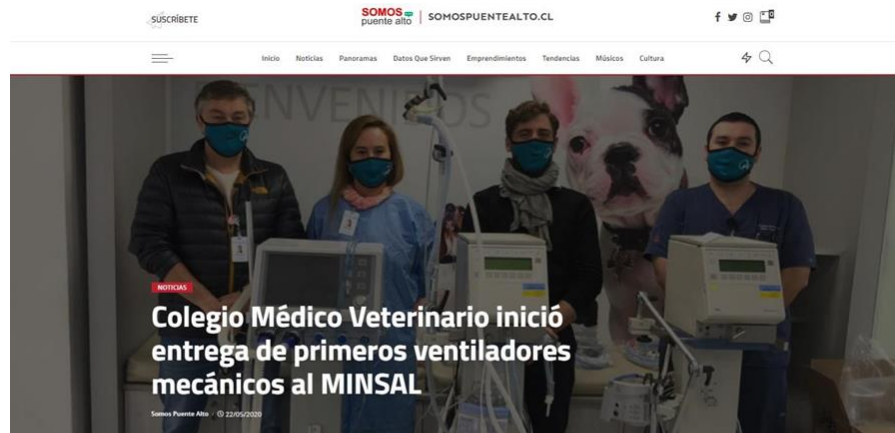 SUSCRÍBETE
SOMOS
puente alto
SOMOSPUENTEALTO.CL
0
Inicio Noticias Panoramas Datos Que Sirven Emprendimientos Tendencias Músicos Cultura
BIENVENIDOS
NOTICIAS
Colegio Médico Veterinario inició
entrega de primeros ventiladores
mecánicos al MINSAL
Somos Puente Alto / 22/05/2020